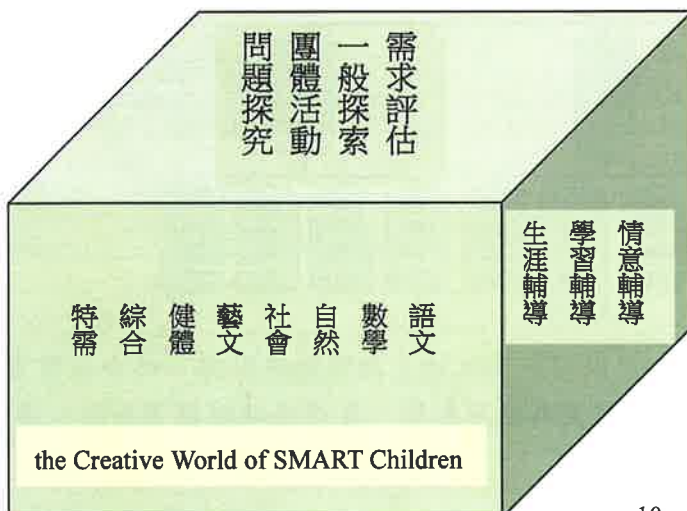 需求評估
一般探索
團體活動
問題探究
情意輔導
學習輔導
生涯輔導
語文
數學
自然
社會
藝文
健體
綜合
特需
the Creative World of SMART Children